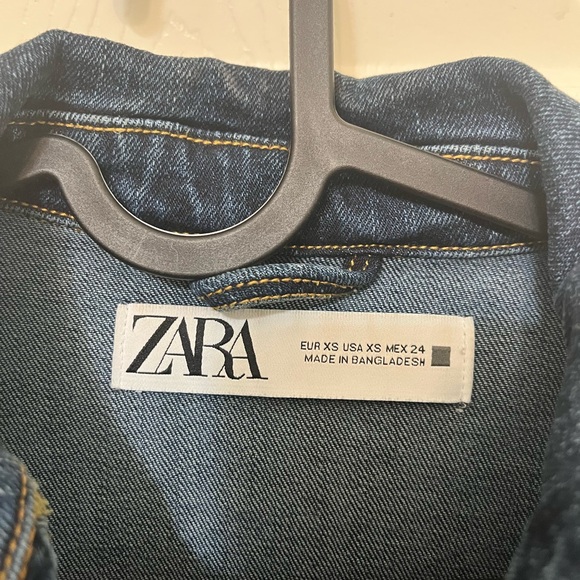 ZARA
EUR XS USA XS MEX 24
MADE IN BANGLADESH